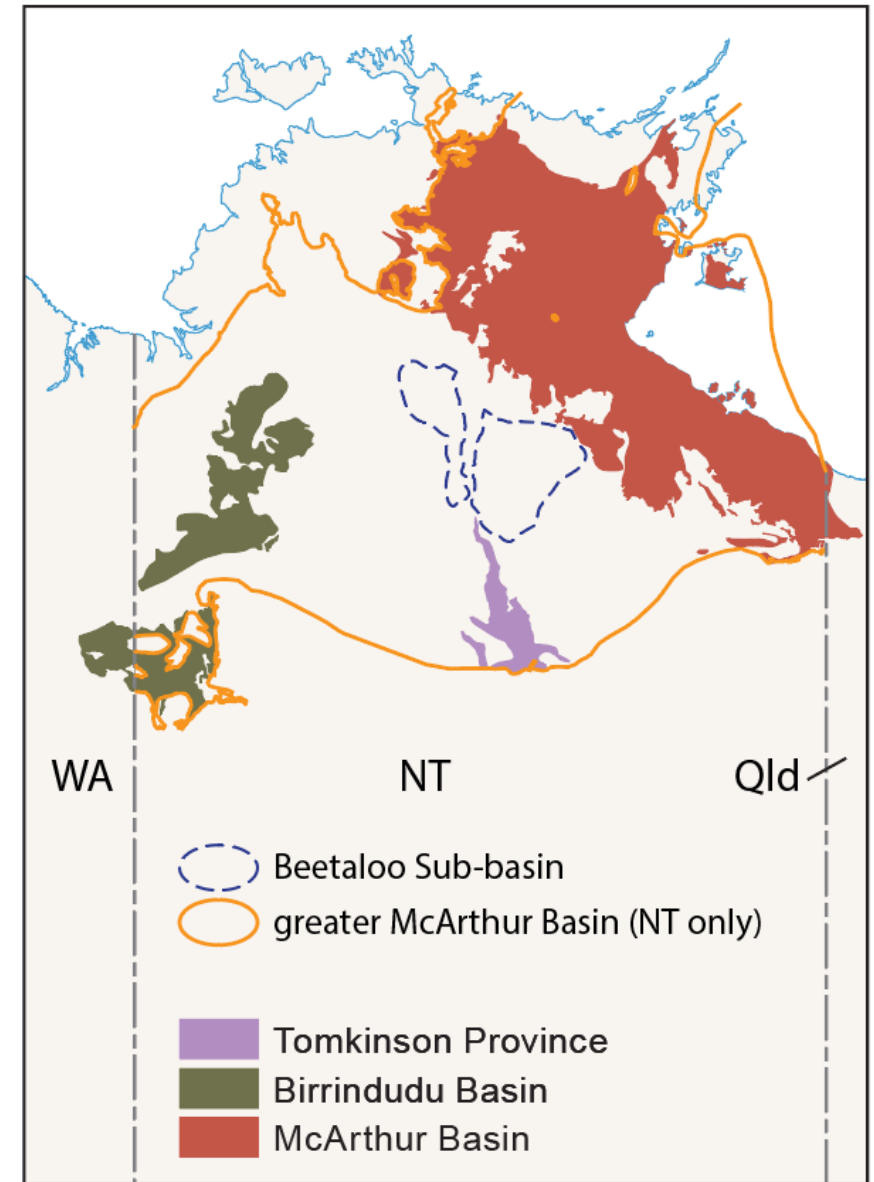 WA
NT
Qld
Beetaloo Sub-basin
greater McArthur Basin (NT only)
Tomkinson Province
Birrindudu Basin
McArthur Basin